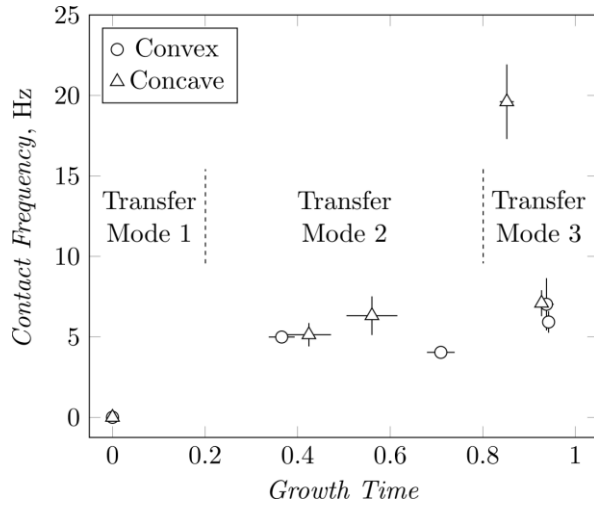 25
20
15
10
5
0
Contact Frequency, Hz
Convex
Concave
Transfer
Mode 1
Transfer
Mode 2
Transfer
Mode 3
0
0.2
0.4
0.6
0.8
1
Growth Time